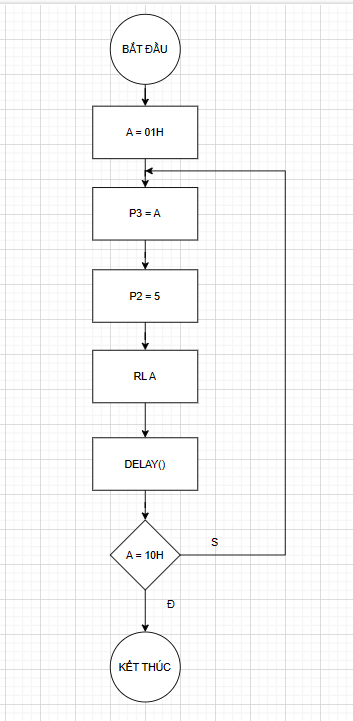 BẮT ĐẦU
A = 01H
P3 = A
P2 = 5
RL A
DELAY()
A = 10H
S
Đ
KẾT THÚC